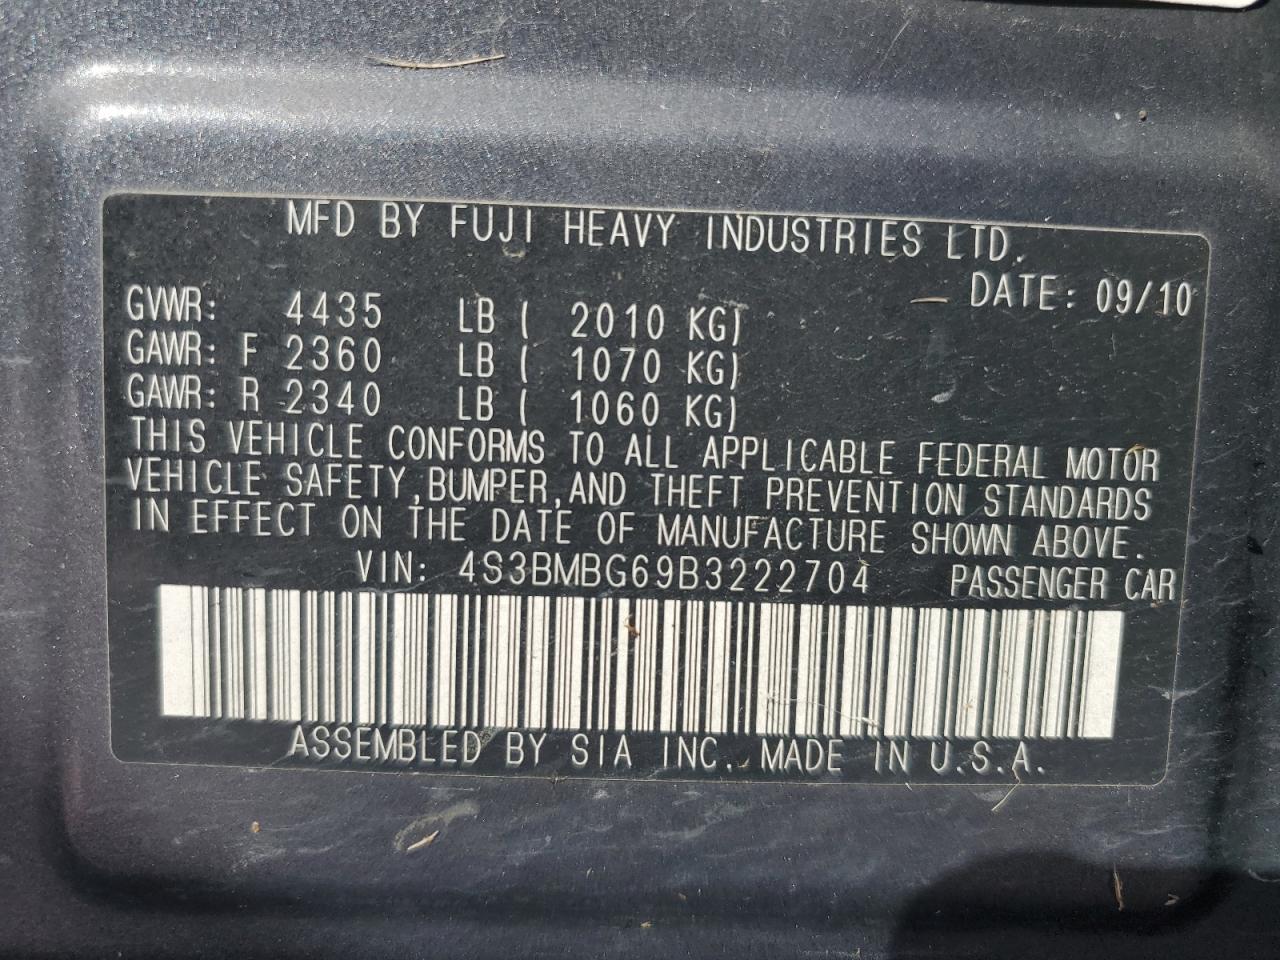 MFD BY FUJI HEAVY INDUSTRIES LTD.
DATE: 09/10
GVWR: 4435 LB ( 2010 KG)
GAWR: F 2360 LB ( 1070 KG)
GAWR: R 2340 LB ( 1060 KG)
THIS VEHICLE CONFORMS TO ALL APPLICABLE FEDERAL MOTOR
VEHICLE SAFETY,BUMPER,AND THEFT PREVENTION STANDARDS
IN EFFECT ON THE DATE OF MANUFACTURE SHOWN ABOVE.
VIN: 4S3BMBG69B3222704 PASSENGER CAR
ASSEMBLED BY SIA INC. MADE IN U.S.A.